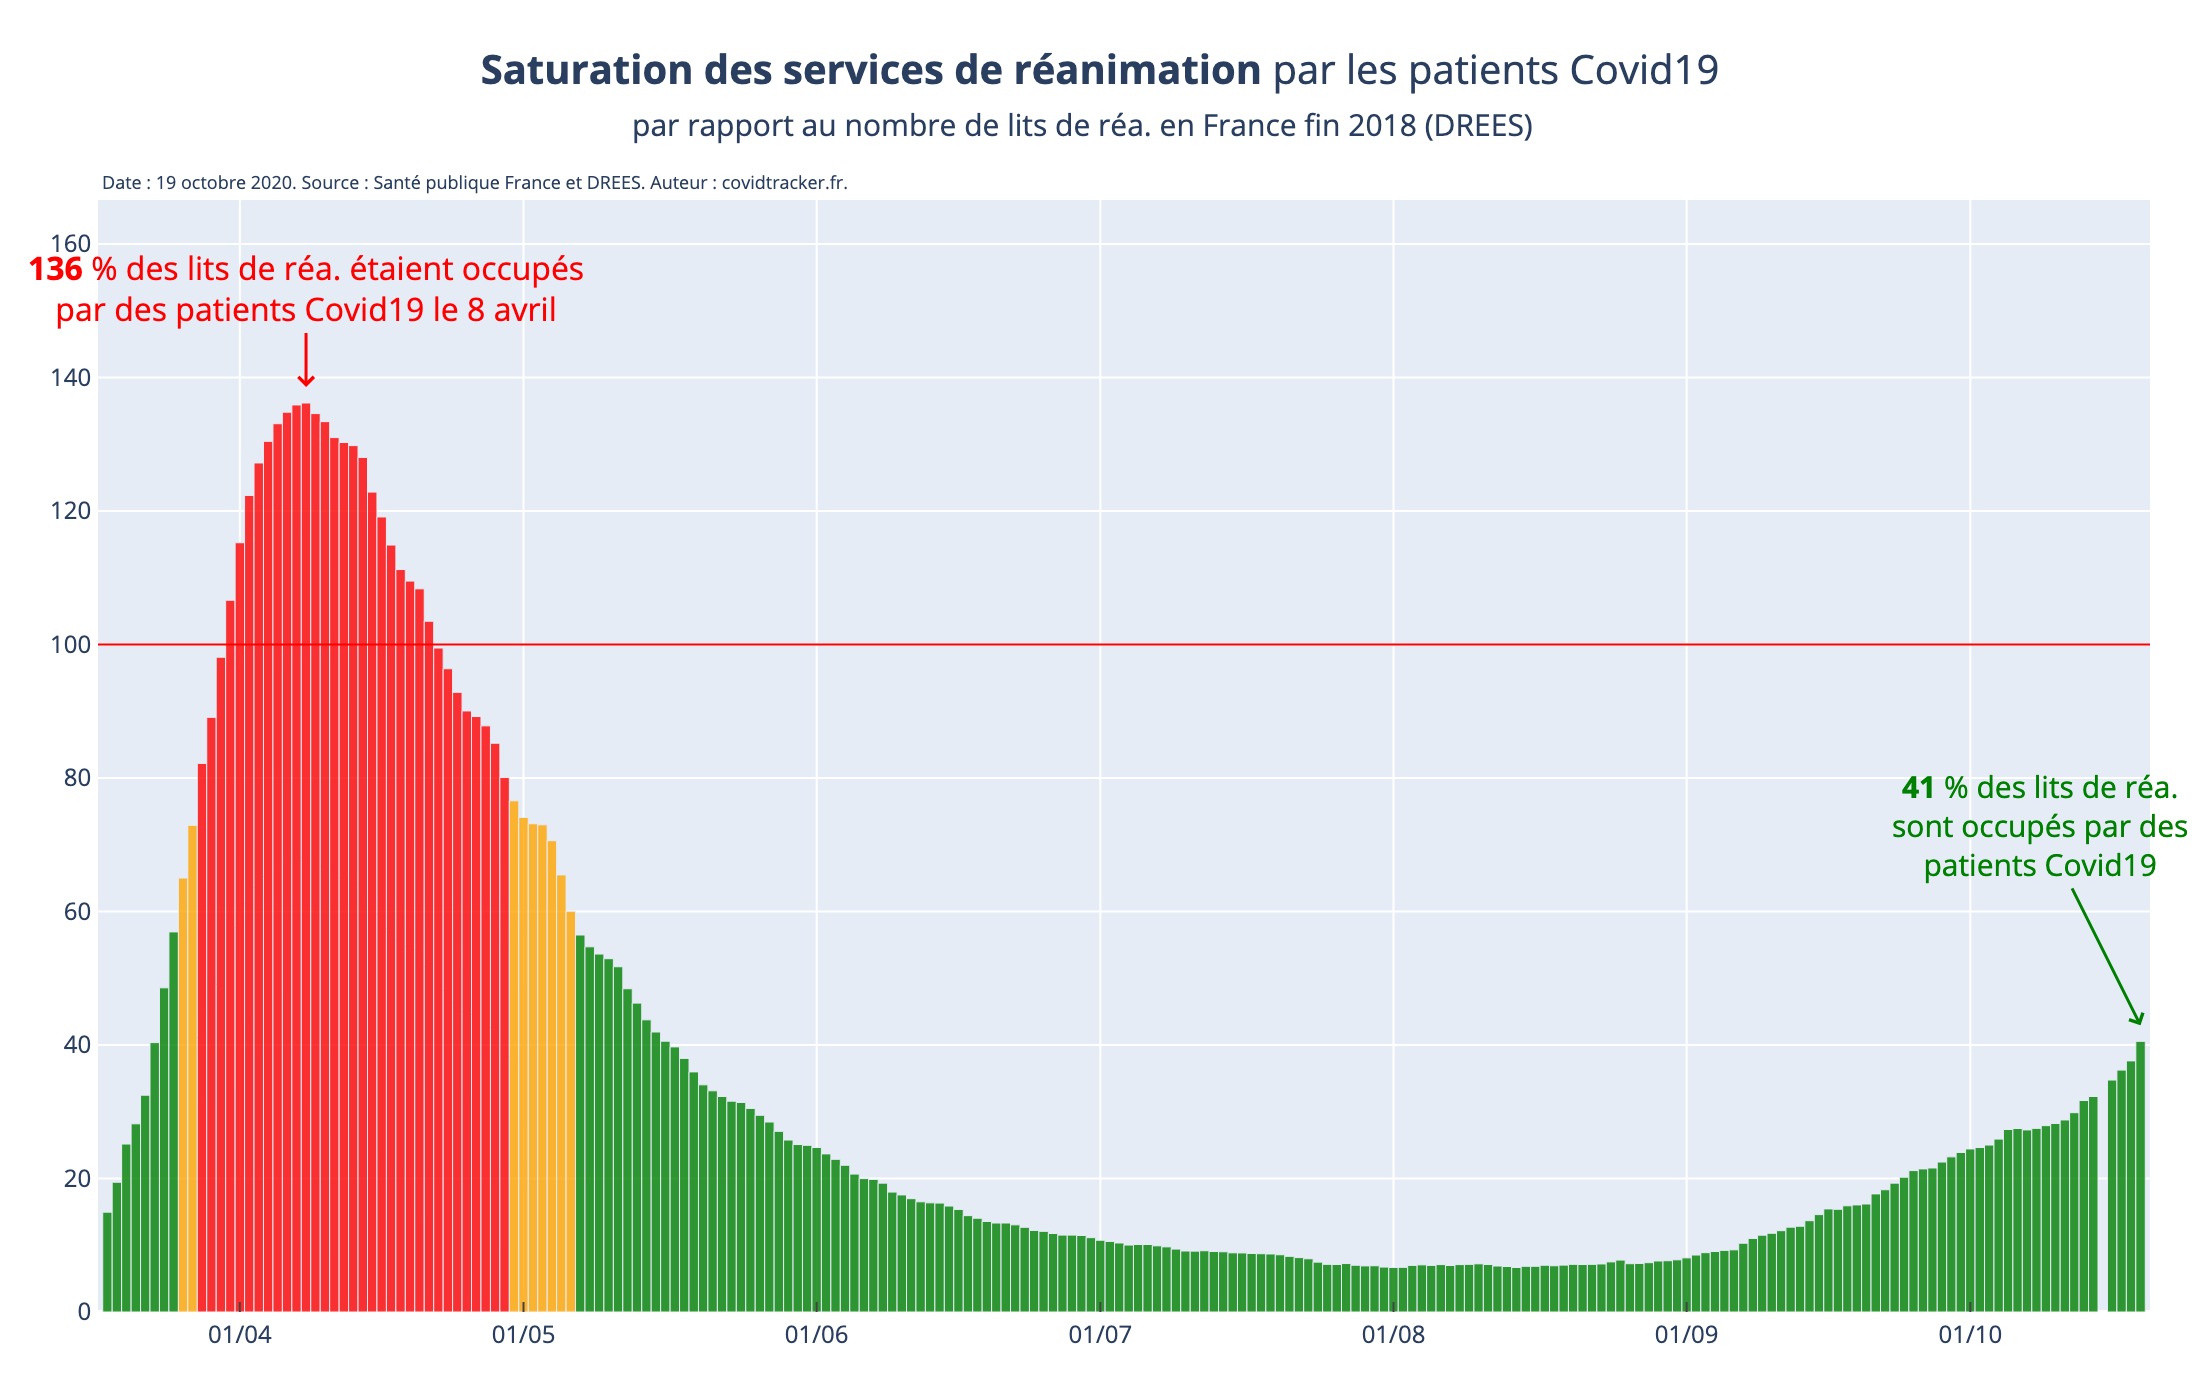 Saturation des services de réanimation par les patients Covid19
par rapport au nombre de lits de réa. en France fin 2018 (DREES)
Date : 19 octobre 2020. Source : Santé publique France et DREES. Auteur : covidtracker.fr.
160
136 % des lits de réa. étaient occupés
par des patients Covid19 le 8 avril
140
120
100
80
41 % des lits de réa.
sont occupés par des
patients Covid19
60
40
20
0
01/04 01/05 01/06 01/07 01/08 01/09 01/10